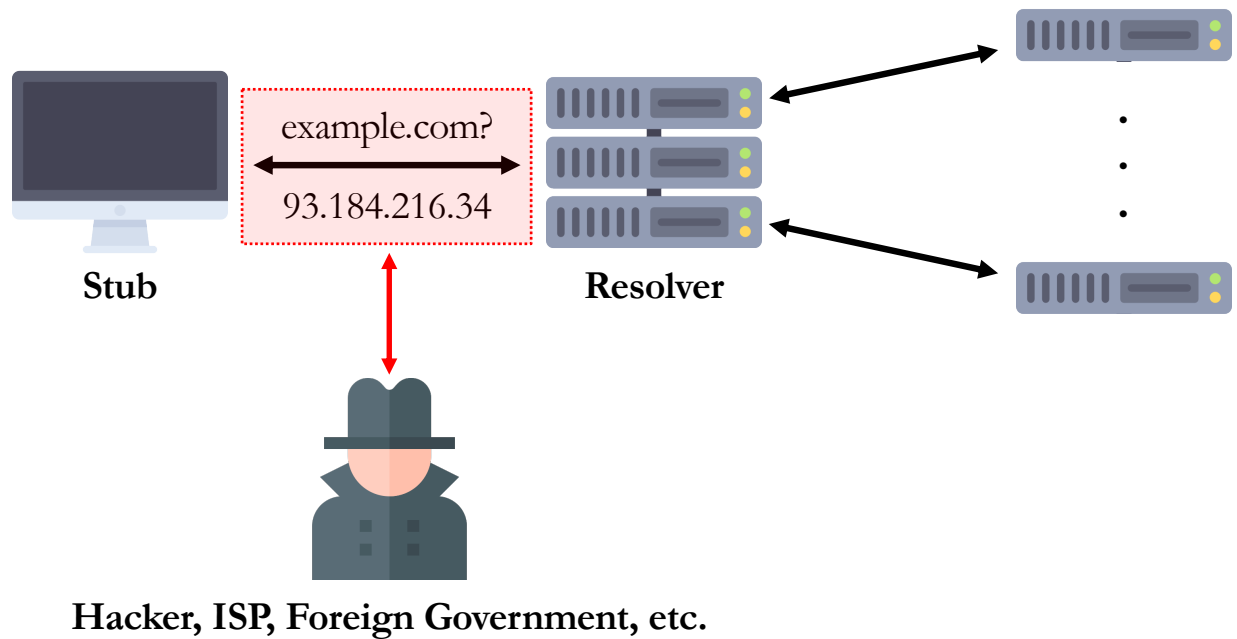 example.com?
93.184.216.34
Stub
Resolver
Hacker, ISP, Foreign Government, etc.